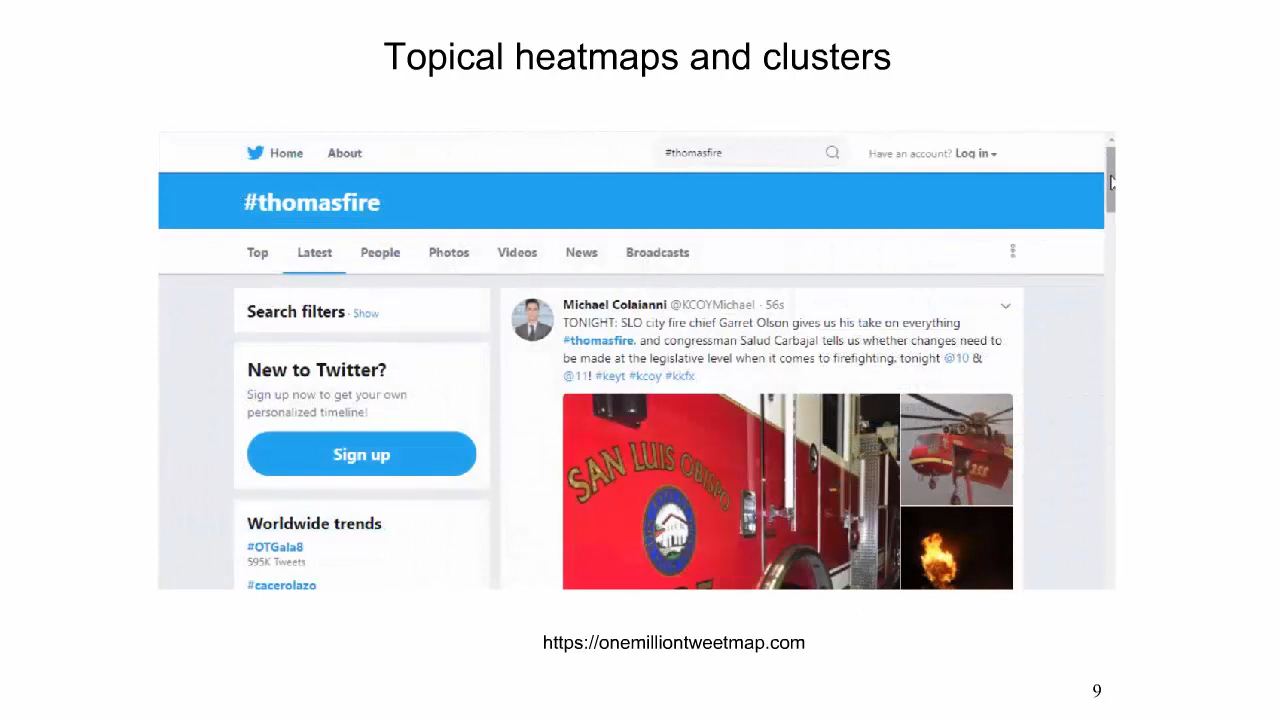 Topical heatmaps and clusters
Home About #thomasfire Have an account? Log in
#thomasfire
Top Latest People Photos Videos News Broadcasts
Search filters · Show
New to Twitter?
Sign up now to get your own
personalized timeline!
Sign up
Worldwide trends
#OTGala8
595K Tweets
#cacerolazo
Michael Colaianni @KCOYMichael · 56s
TONIGHT: SLO city fire chief Garret Olson gives us his take on everything
#thomasfire, and congressman Salud Carbajal tells us whether changes need to
be made at the legislative level when it comes to firefighting, tonight @10 &
@11! #keyt #kcoy #kkfx
SAN LUIS OBISPO
https://onemilliontweetmap.com
9